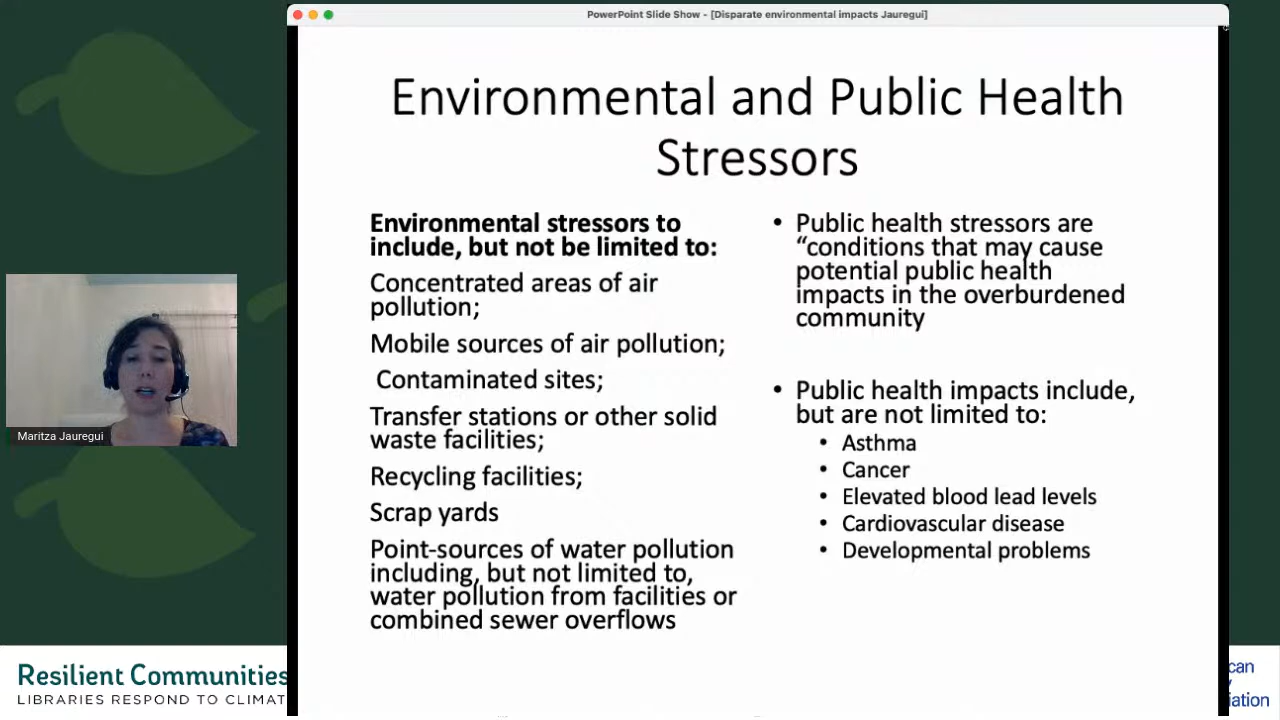 PowerPoint Slide Show - [Disparate environmental impacts Jauregui]
Environmental and Public Health
Stressors
Environmental stressors to
include, but not be limited to:
Concentrated areas of air
pollution;
Mobile sources of air pollution;
Contaminated sites;
Transfer stations or other solid
waste facilities;
Recycling facilities;
Scrap yards
Point-sources of water pollution
including, but not limited to,
water pollution from facilities or
combined sewer overflows
• Public health stressors are
“conditions that may cause
potential public health
impacts in the overburdened
community
• Public health impacts include,
but are not limited to:
• Asthma
• Cancer
• Elevated blood lead levels
• Cardiovascular disease
• Developmental problems
Maritza Jauregui
Resilient Communities
LIBRARIES RESPOND TO CLIMAT
can
iation